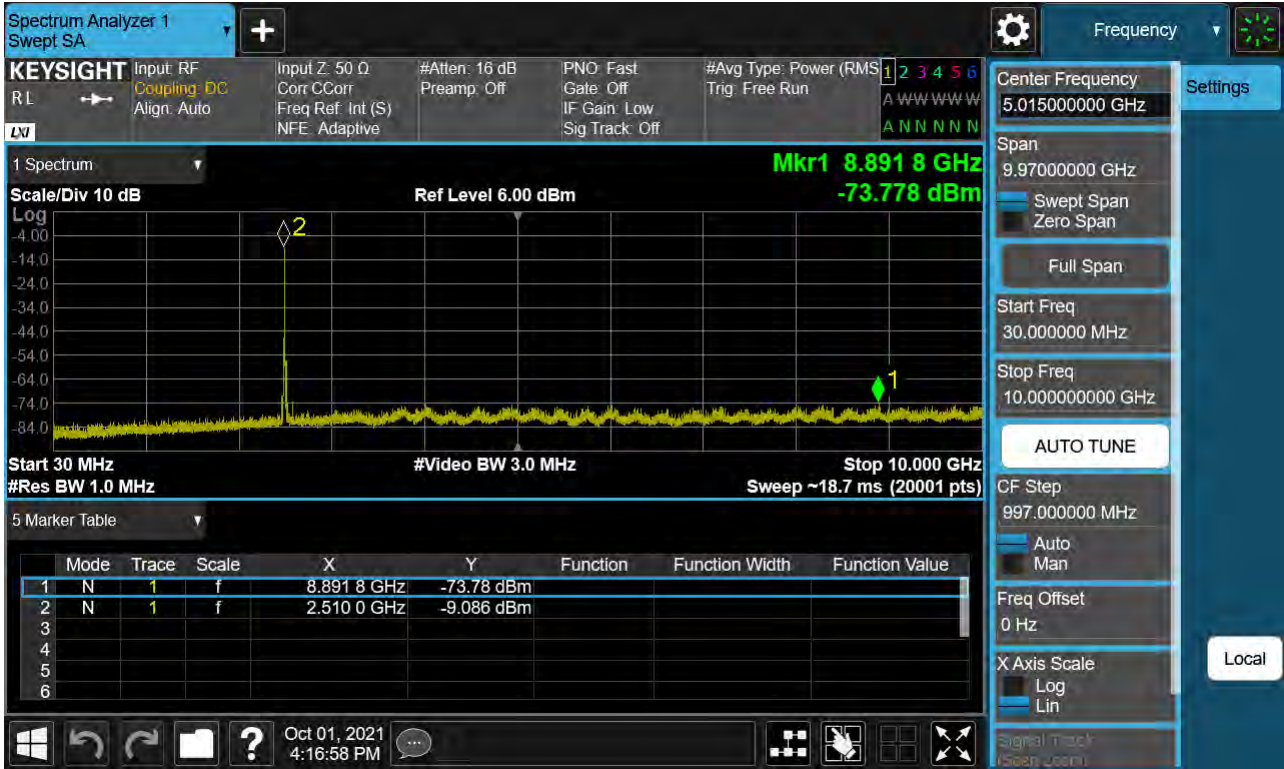 Spectrum Analyzer 1
Swept SA
+
Frequency
KEYSIGHT
RL
LXI
Input: RF
Coupling: DC
Align: Auto
Input Z: 50 Ω
Corr CCorr
Freq Ref: Int (S)
NFE: Adaptive
#Atten: 16 dB
Preamp: Off
PNO: Fast
Gate: Off
IF Gain: Low
Sig Track: Off
#Avg Type: Power (RMS
Trig: Free Run
1 2 3 4 5 6
A W W W W W
A N N N N N
1 Spectrum
Scale/Div 10 dB
Ref Level 6.00 dBm
Mkr1 8.891 8 GHz
-73.778 dBm
Log
-4.00
-14.0
-24.0
-34.0
-44.0
-54.0
-64.0
-74.0
-84.0
2
1
Start 30 MHz
#Video BW 3.0 MHz
Stop 10.000 GHz
#Res BW 1.0 MHz
Sweep ~18.7 ms (20001 pts)
5 Marker Table
Mode Trace Scale X Y Function Function Width Function Value
1 N 1 f 8.891 8 GHz -73.78 dBm
2 N 1 f 2.510 0 GHz -9.086 dBm
3
4
5
6
Center Frequency
5.015000000 GHz
Settings
Span
9.97000000 GHz
Swept Span
Zero Span
Full Span
Start Freq
30.000000 MHz
Stop Freq
10.000000000 GHz
AUTO TUNE
CF Step
997.000000 MHz
Auto
Man
Freq Offset
0 Hz
X Axis Scale
Log
Lin
Signal Track
(Span Zoom)
Local
?
Oct 01, 2021
4:16:58 PM